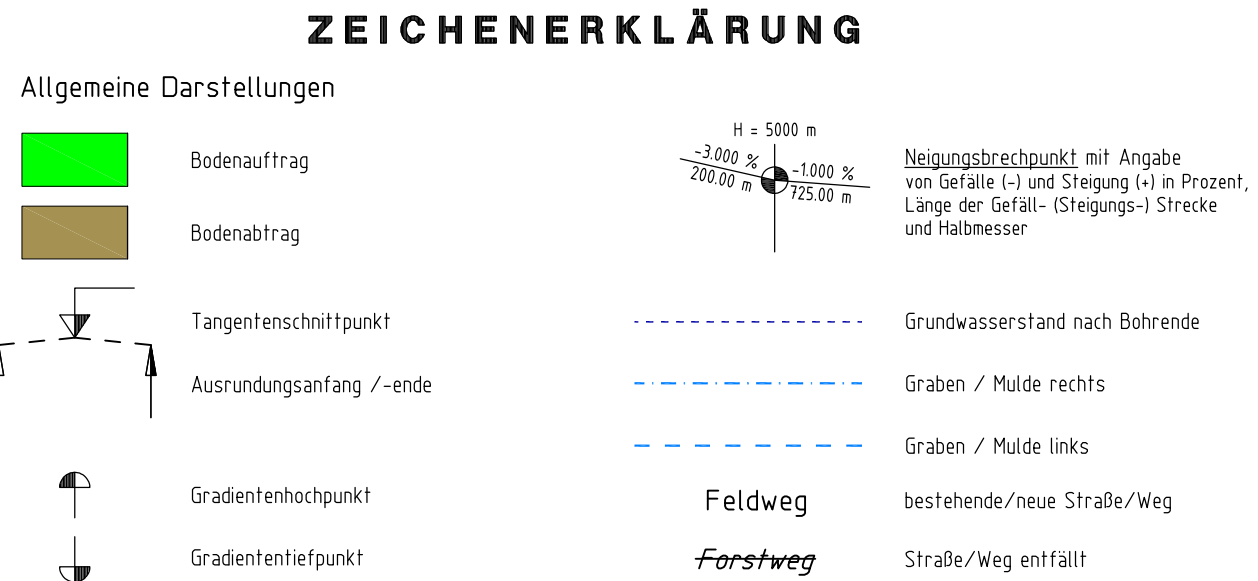 ZEICHENERKLÄRUNG
Allgemeine Darstellungen
Bodenauftrag
Bodenabtrag
Tangentenschnittpunkt
Ausrundungsanfang /-ende
Gradientenhochpunkt
Gradiententiefpunkt
H = 5000 m
-3.000 % -1.000 %
200.00 m 725.00 m
Neigungsbrechpunkt mit Angabe
von Gefälle (-) und Steigung (+) in Prozent,
Länge der Gefäll- (Steigungs-) Strecke
und Halbmesser
Grundwasserstand nach Bohrende
Graben / Mulde rechts
Graben / Mulde links
Feldweg bestehende/neue Straße/Weg
Forstweg Straße/Weg entfällt